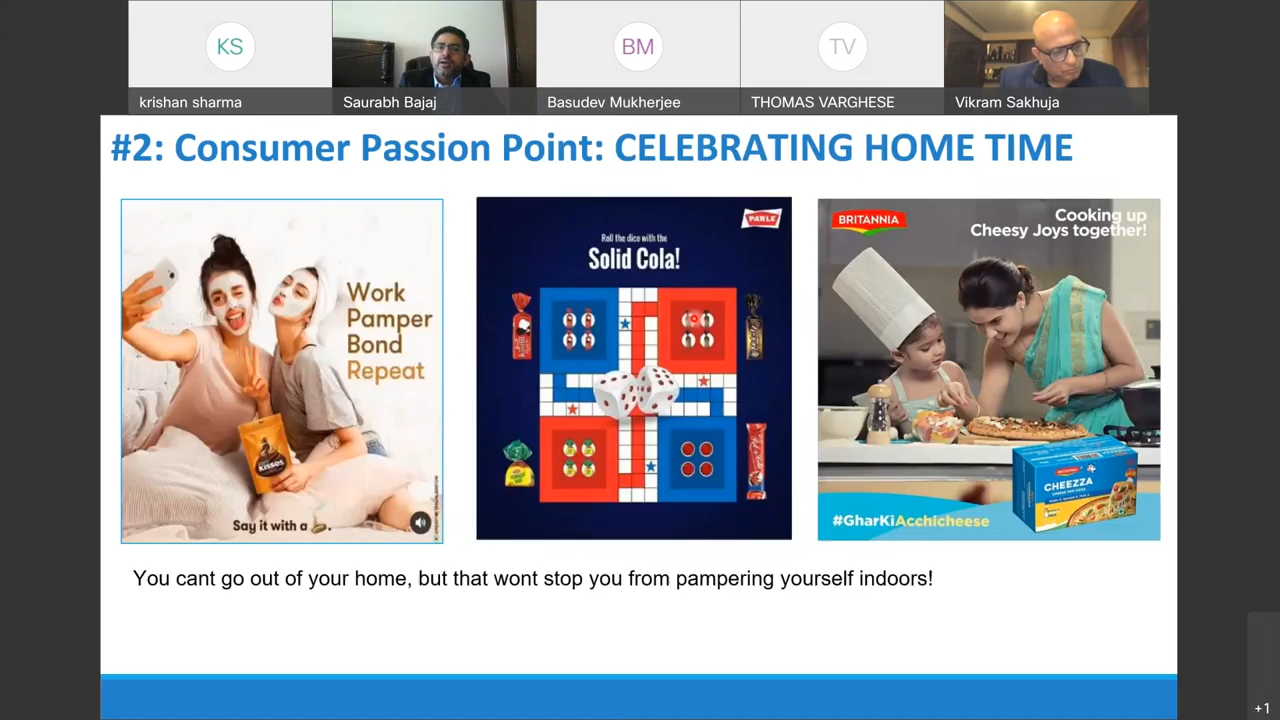 KS
BM
TV
krishan sharma
Saurabh Bajaj
Basudev Mukherjee
THOMAS VARGHESE
Vikram Sakhuja
#2: Consumer Passion Point: CELEBRATING HOME TIME
Work
Pamper
Bond
Repeat
KISSES
Say it with a
PARLE
Roll the dice with the
Solid Cola!
BRITANNIA
Cooking up
Cheesy Joys together!
BRITANNIA
CHEEZZA
#GharKiAcchicheese
You cant go out of your home, but that wont stop you from pampering yourself indoors!
+1